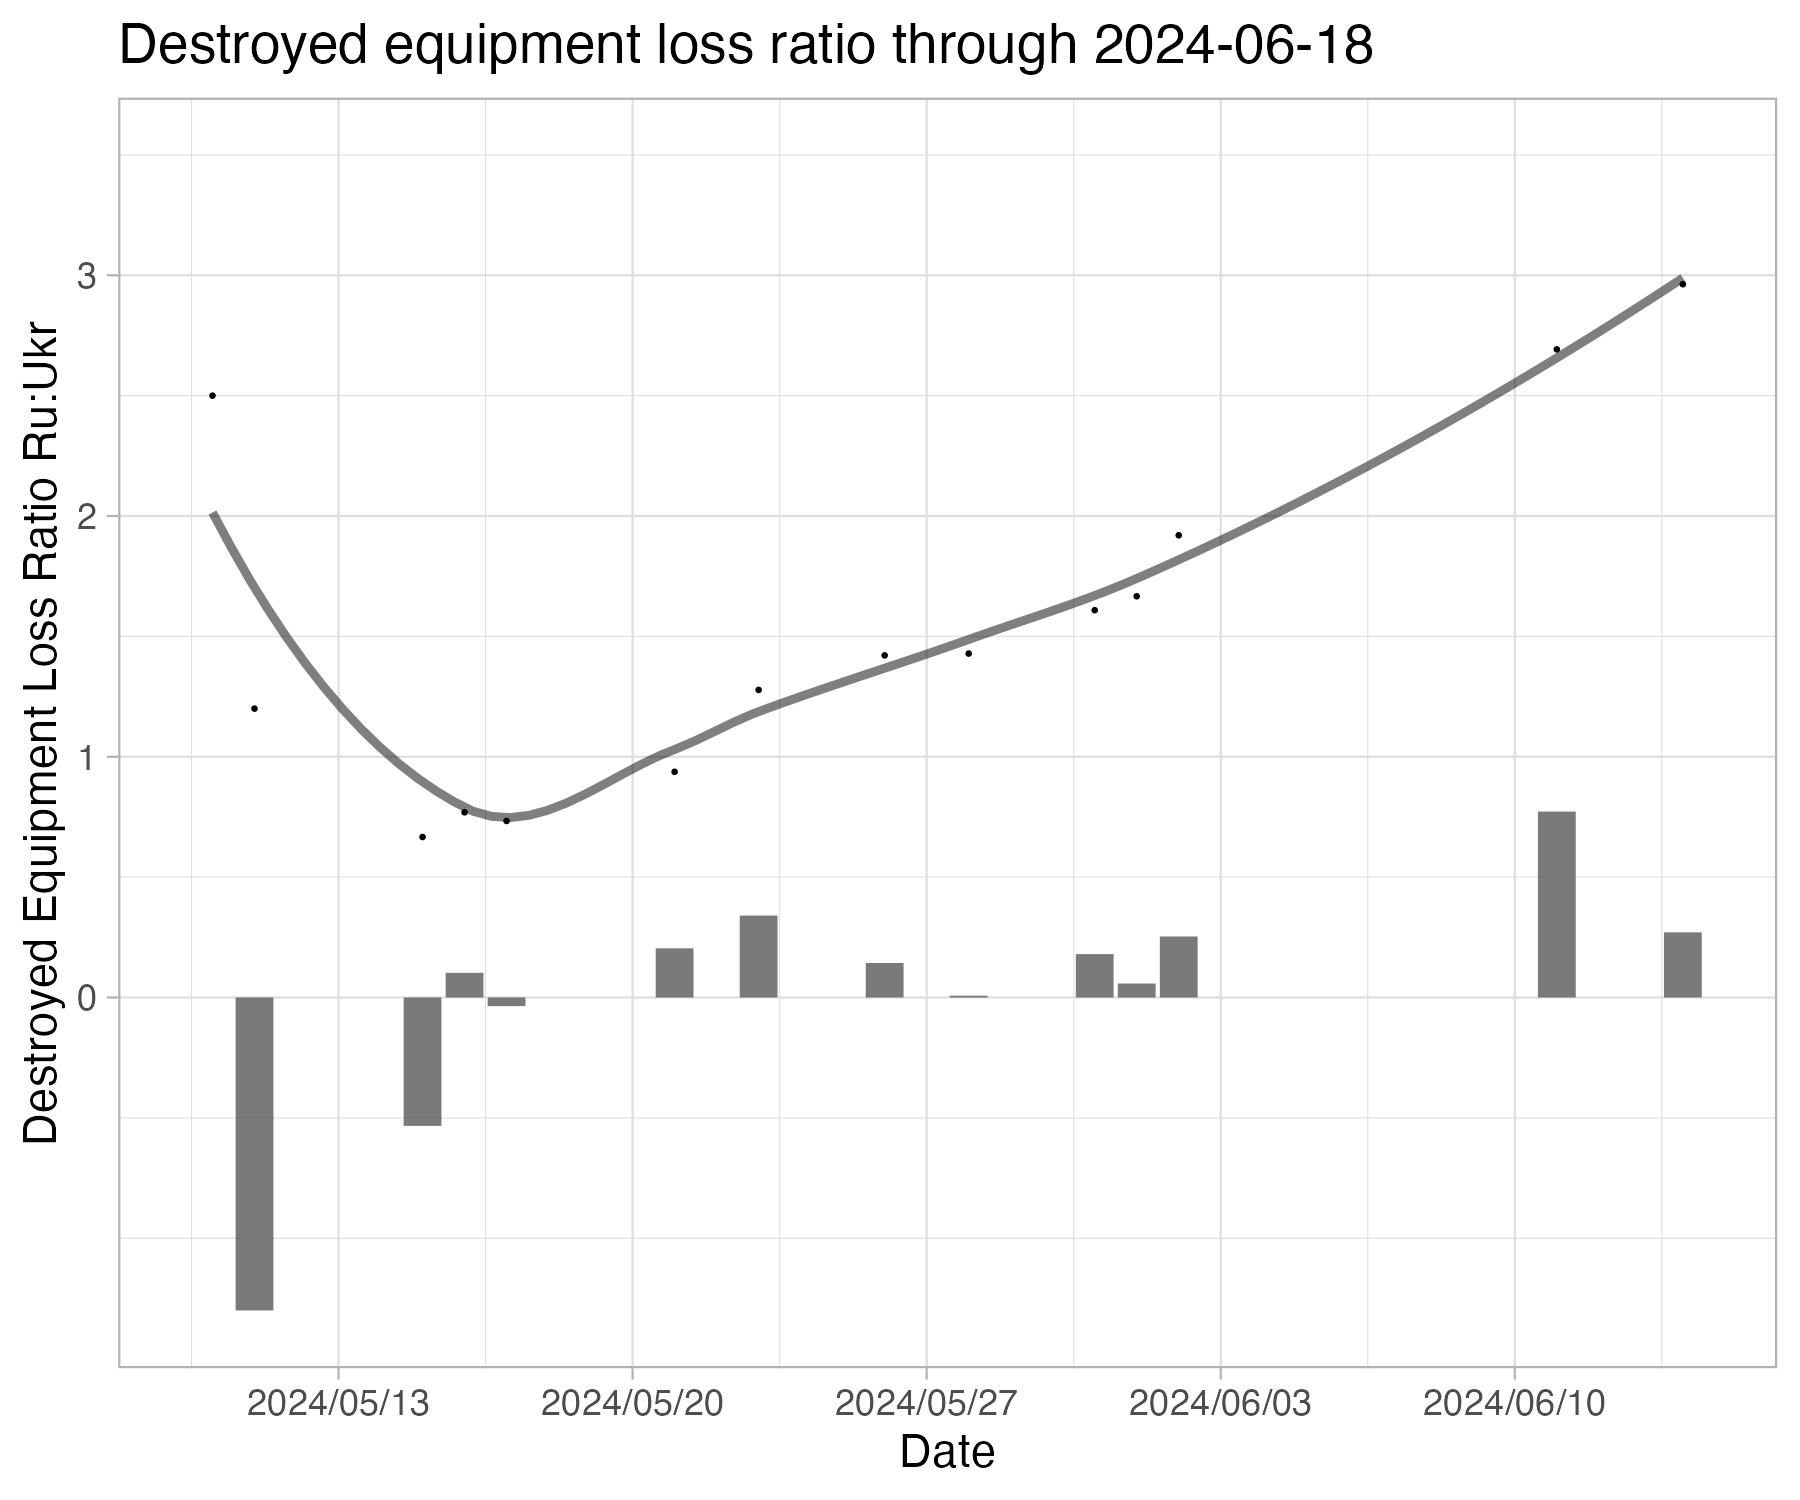 Destroyed equipment loss ratio through 2024-06-18
Destroyed Equipment Loss Ratio Ru:Ukr
3
2
1
0
2024/05/13 2024/05/20 2024/05/27 2024/06/03 2024/06/10
Date